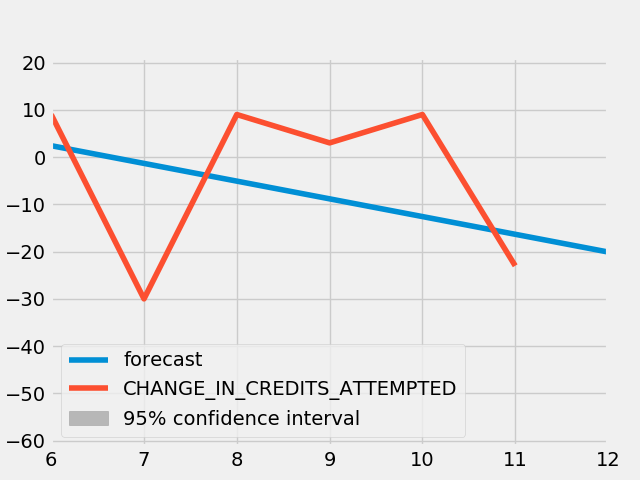 20
10
0
−10
−20
−30
−40
−50
−60
forecast
CHANGE_IN_CREDITS_ATTEMPTED
95% confidence interval
6 7 8 9 10 11 12